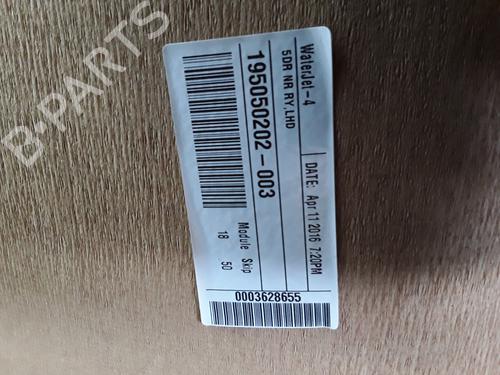 WaterJet-4
DATE: Apr 11 2016 7:20PM
5DR NR RY,LHD
195050202-003
Module Skip
18 50
0003628655
B-PARTS